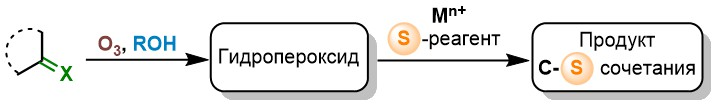 X
O3, ROH
Гидропероксид
Mn+
S -реагент
Продукт
C- S сочетания